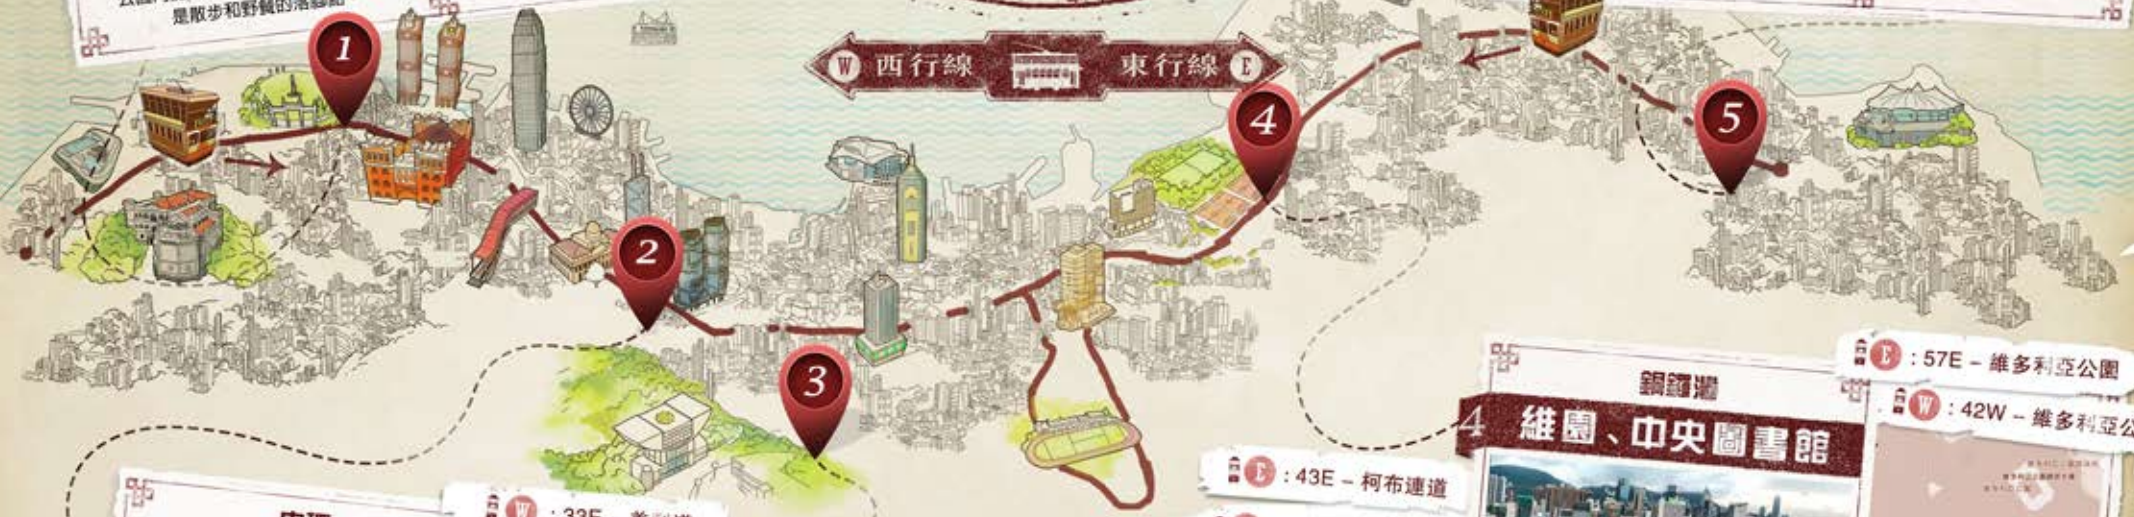 是散步和野餐的落腳點
1
W 西行線
東行線 E
4
5
2
3
E : 57E – 維多利亞公園
W : 42W – 維多利亞公
銅鑼灣
4 維園、中央圖書館
E : 43E – 柯布連道
W : 33E –